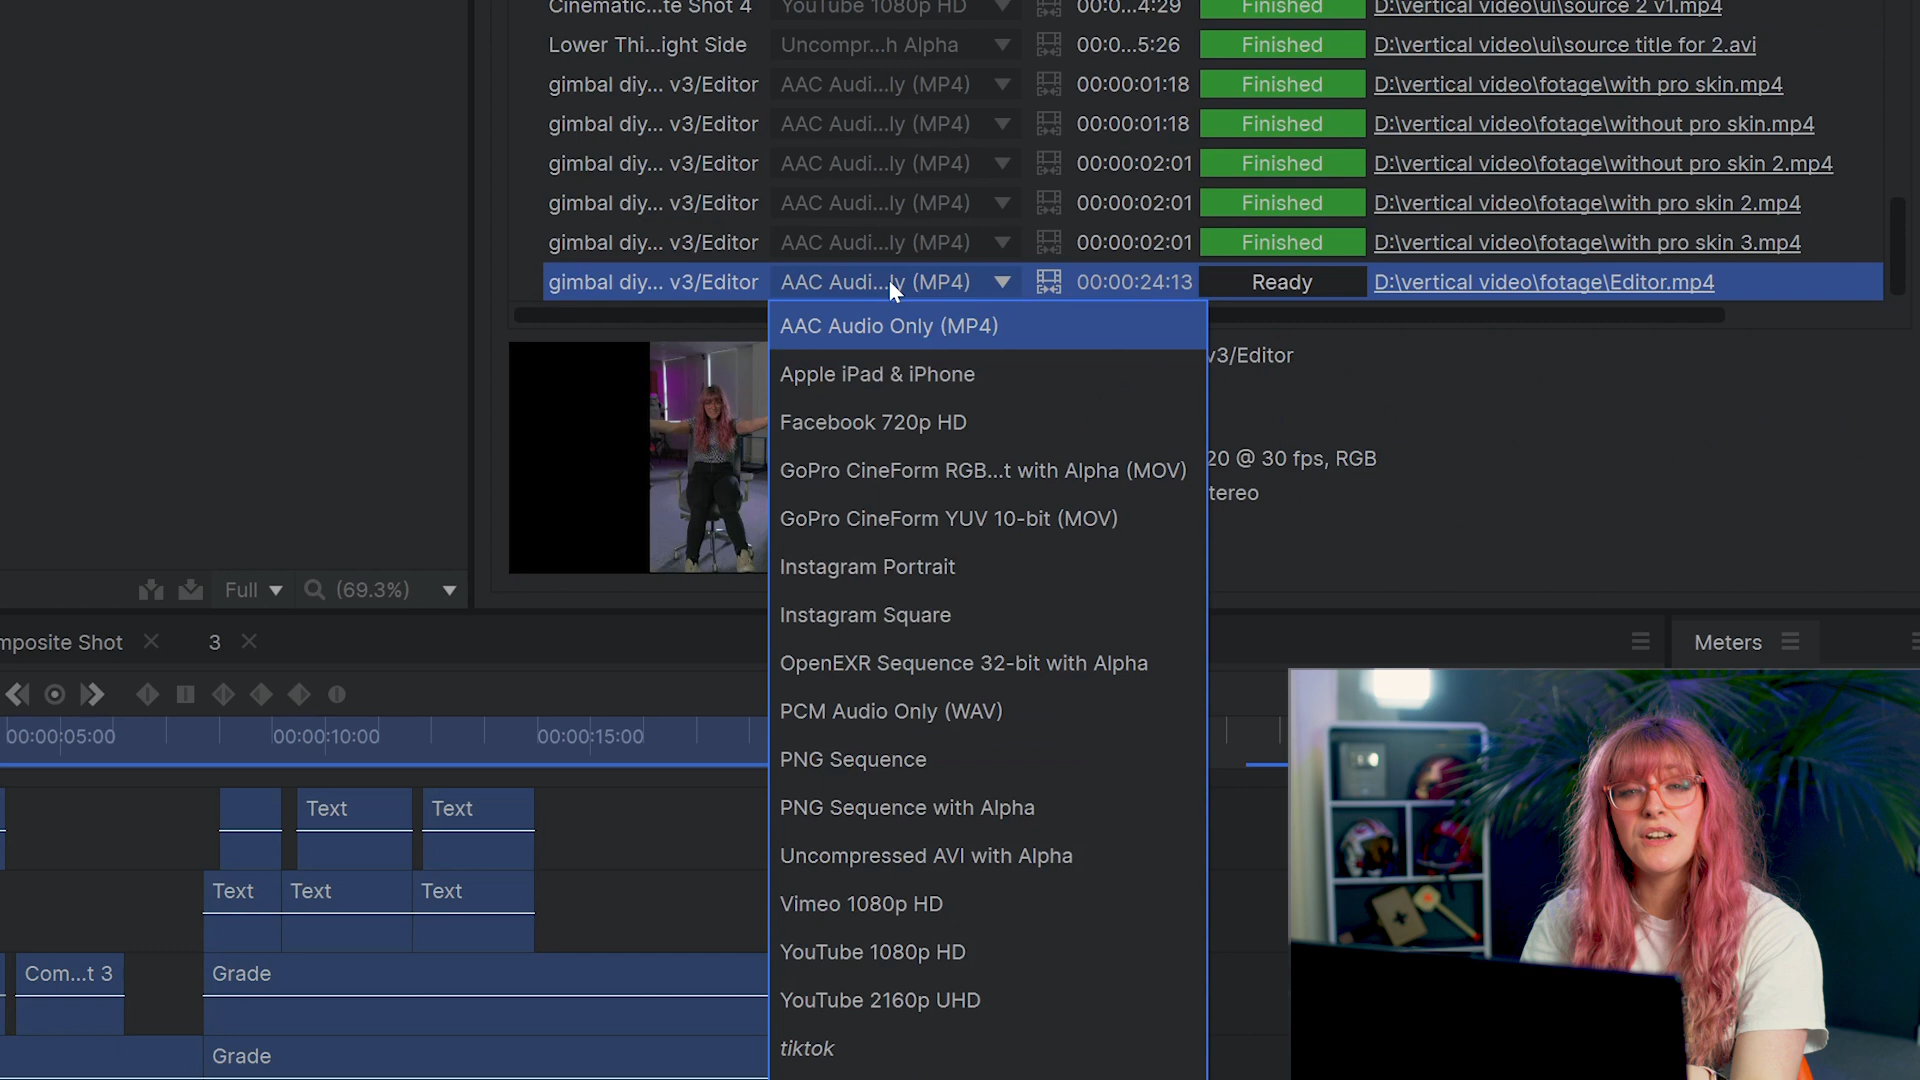 Cinematic...te Shot 4 YouTube 1080p HD 00:0...4:29 Finished D:\vertical video\ui\source 2 v1.mp4
Lower Thi...ight Side Uncompr...h Alpha 00:0...5:26 Finished D:\vertical video\ui\source title for 2.avi
gimbal diy... v3/Editor AAC Audi...ly (MP4) 00:00:01:18 Finished D:\vertical video\fotage\with pro skin.mp4
gimbal diy... v3/Editor AAC Audi...ly (MP4) 00:00:01:18 Finished D:\vertical video\fotage\without pro skin.mp4
gimbal diy... v3/Editor AAC Audi...ly (MP4) 00:00:02:01 Finished D:\vertical video\fotage\without pro skin 2.mp4
gimbal diy... v3/Editor AAC Audi...ly (MP4) 00:00:02:01 Finished D:\vertical video\fotage\with pro skin 2.mp4
gimbal diy... v3/Editor AAC Audi...ly (MP4) 00:00:02:01 Finished D:\vertical video\fotage\with pro skin 3.mp4
gimbal diy... v3/Editor AAC Audi...ly (MP4) 00:00:24:13 Ready D:\vertical video\fotage\Editor.mp4
AAC Audio Only (MP4)
v3/Editor
Apple iPad & iPhone
Facebook 720p HD
20 @ 30 fps, RGB
GoPro CineForm RGB...t with Alpha (MOV)
tereo
GoPro CineForm YUV 10-bit (MOV)
Instagram Portrait
Full (69.3%)
Instagram Square
mposite Shot 3
Meters
OpenEXR Sequence 32-bit with Alpha
PCM Audio Only (WAV)
00:00:05:00 00:00:10:00 00:00:15:00
PNG Sequence
PNG Sequence with Alpha
Text Text
Uncompressed AVI with Alpha
Text Text Text
Vimeo 1080p HD
YouTube 1080p HD
Com...t 3 Grade
YouTube 2160p UHD
tiktok
Grade